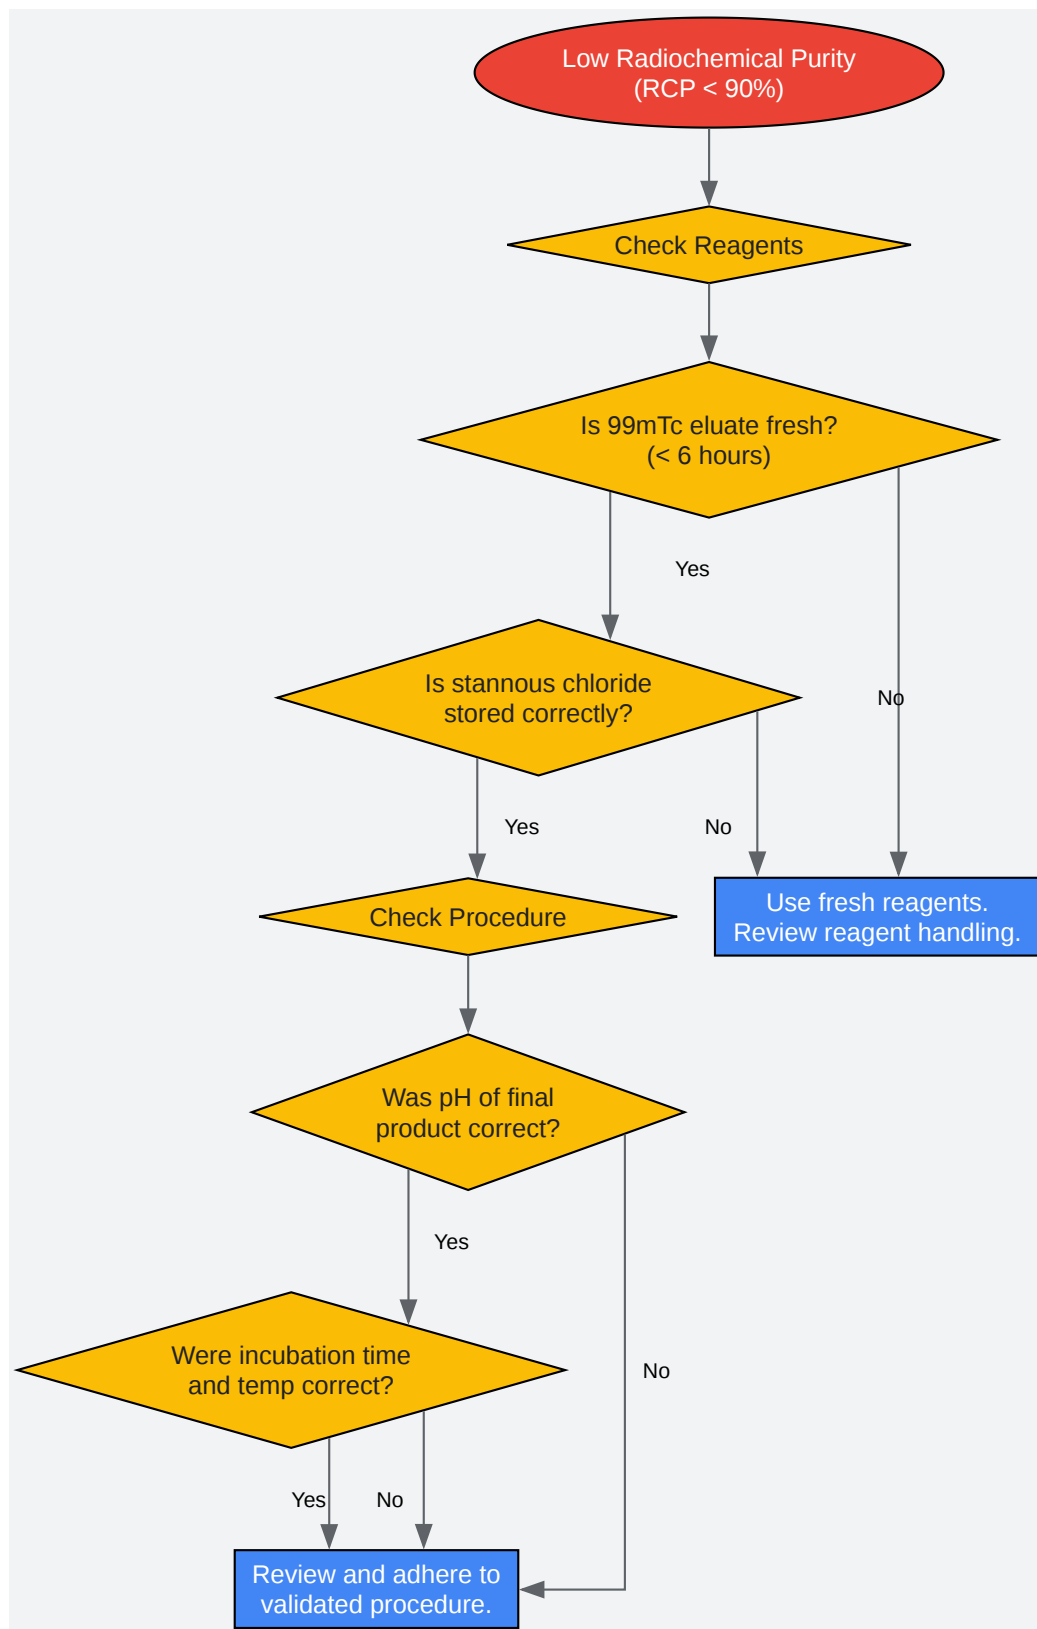 Low Radiochemical Purity
(RCP < 90%)
Check Reagents
Is 99mTc eluate fresh?
(< 6 hours)
Yes
No
Is stannous chloride
stored correctly?
Yes
No
Use fresh reagents.
Review reagent handling.
Check Procedure
Was pH of final
product correct?
Yes
No
Were incubation time
and temp correct?
Yes
No
Review and adhere to
validated procedure.